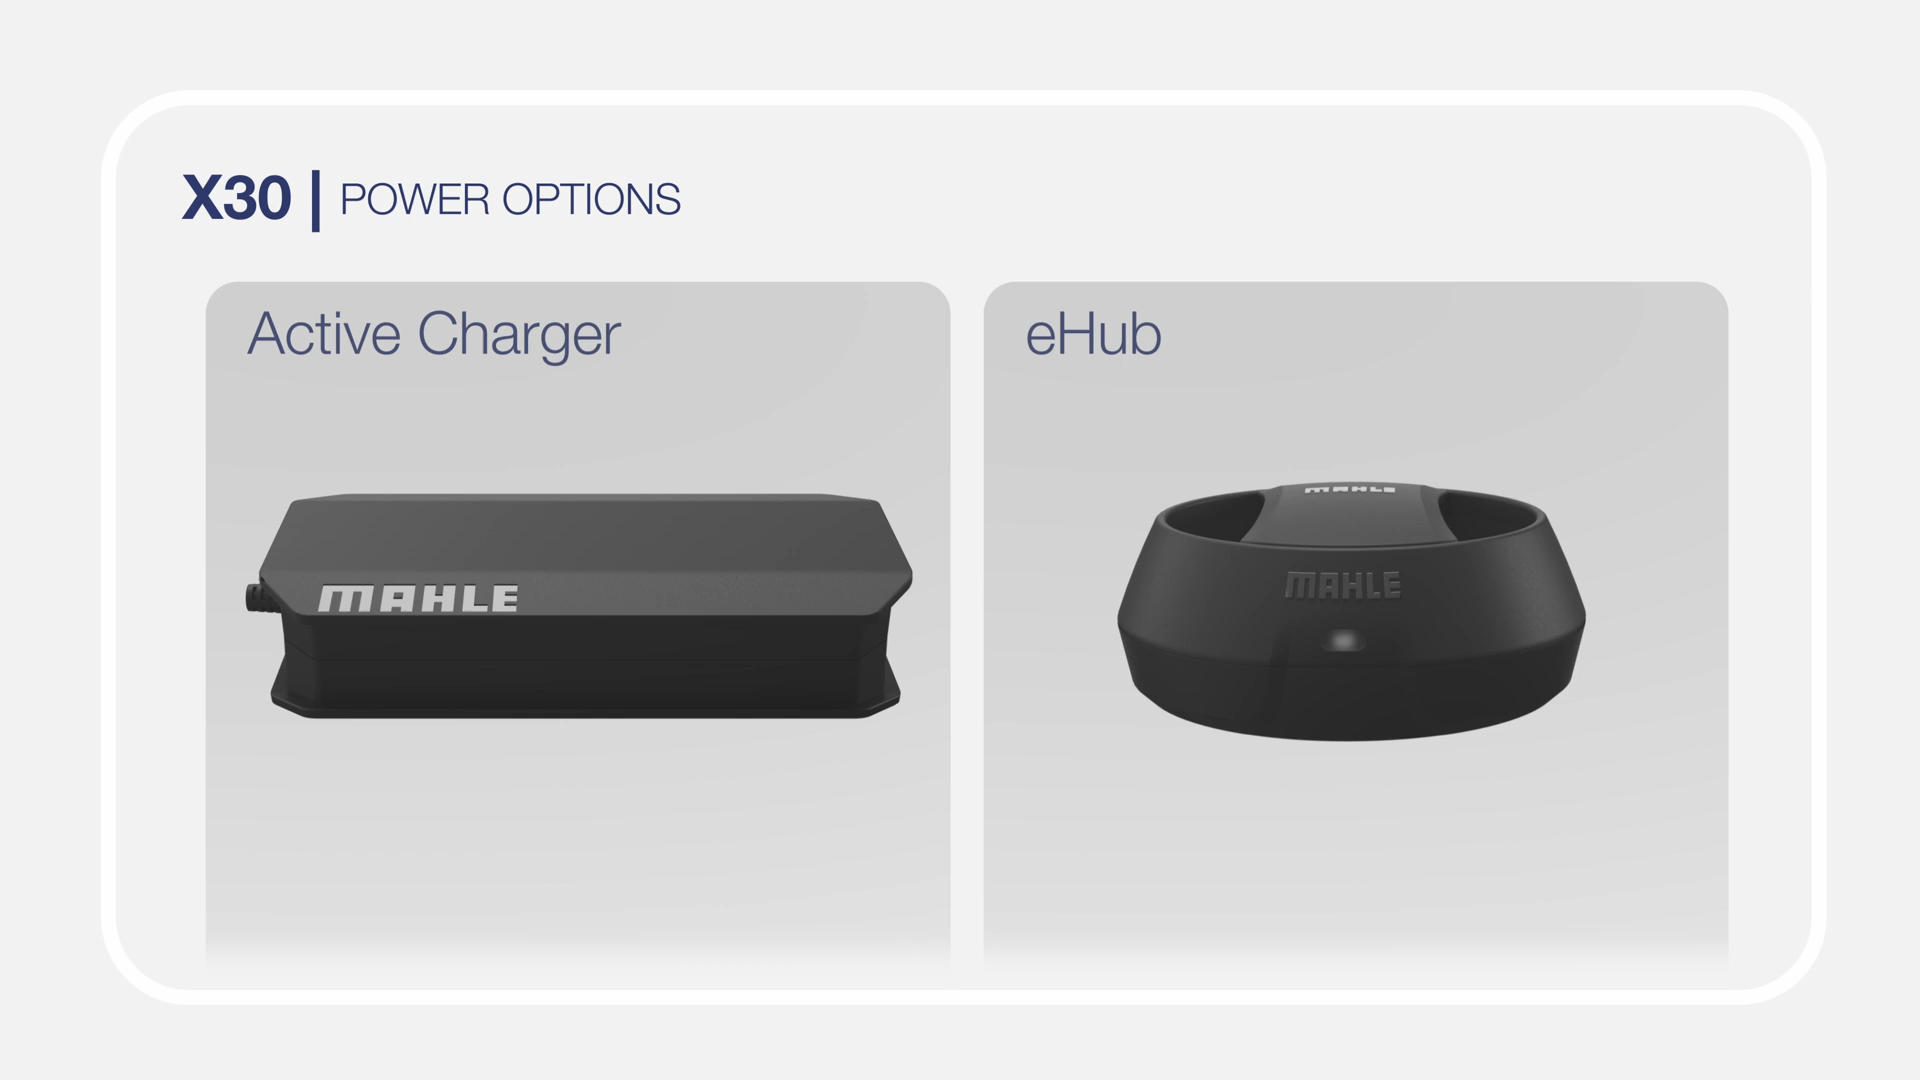 X30 | POWER OPTIONS
Active Charger
eHub
MAHLE
MAHLE
MAHLE